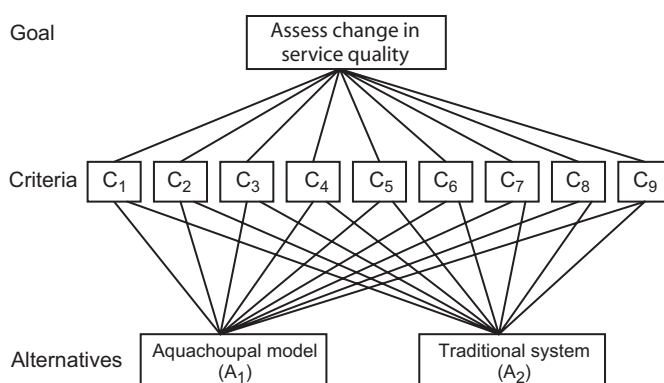 Goal
Assess change in
service quality
Criteria
C1 C2 C3 C4 C5 C6 C7 C8 C9
Alternatives
Aquachoupal model
(A1)
Traditional system
(A2)